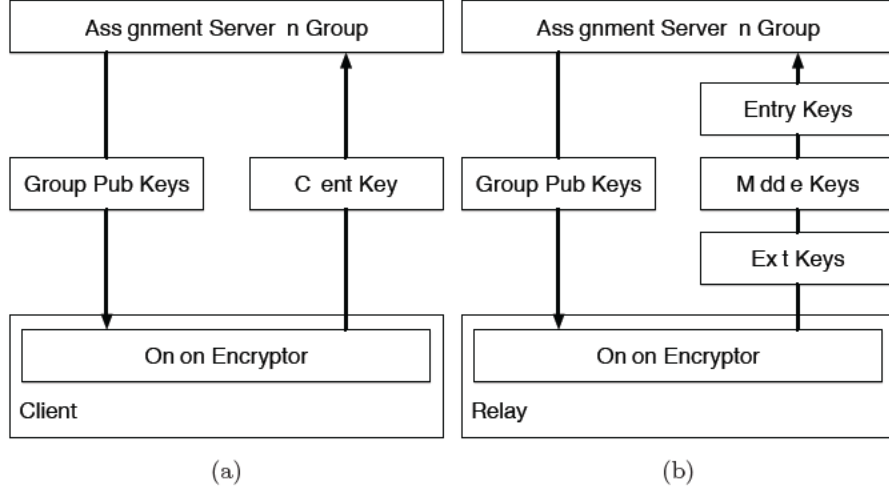 Ass gnment Server n Group
Group Pub Keys
C ent Key
On on Encryptor
Client
(a)
Ass gnment Server n Group
Entry Keys
Group Pub Keys
M dd e Keys
Ex t Keys
On on Encryptor
Relay
(b)